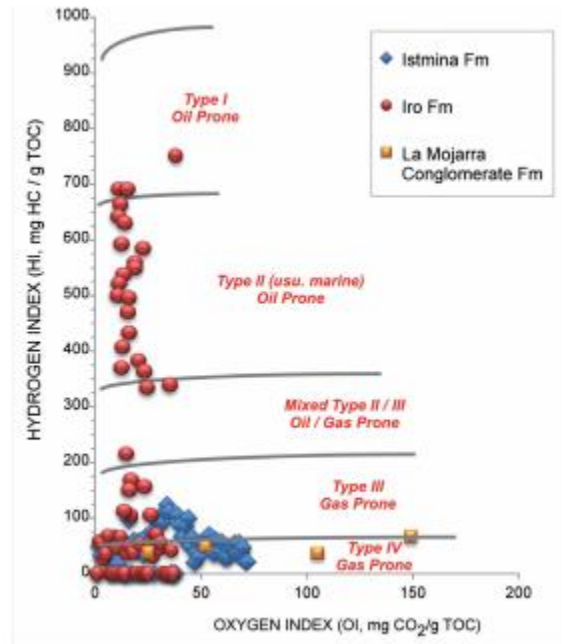 1000
900
800
700
600
500
400
300
200
100
0
HYDROGEN INDEX (HI, mg HC / g TOC)
Type I
Oil Prone
Type II (usu. marine)
Oil Prone
Mixed Type II / III
Oil / Gas Prone
Type III
Gas Prone
Type IV
Gas Prone
Istmina Fm
Iro Fm
La Mojarra
Conglomerate Fm
0
50
100
150
200
OXYGEN INDEX (OI, mg CO₂/g TOC)